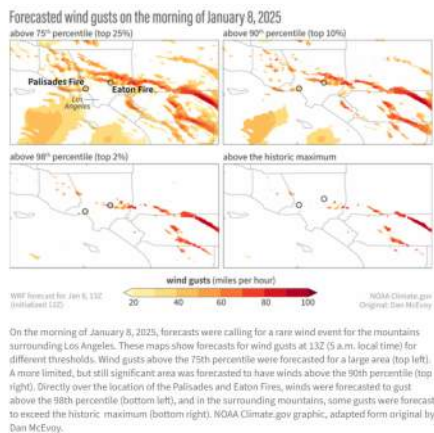 Forecasted wind gusts on the morning of January 8, 2025
above 75th percentile (top 25%)
above 90th percentile (top 10%)
Palisades Fire
Los Angeles
Eaton Fire
above 98th percentile (top 2%)
above the historic maximum
wind gusts (miles per hour)
20 40 60 80 100
WRF forecast for Jan 8, 13Z
(initialized 12Z)
NOAA Climate.gov
Original: Dan McEvoy
On the morning of January 8, 2025, forecasts were calling for a rare wind event for the mountains
surrounding Los Angeles. These maps show forecasts for wind gusts at 13Z (5 a.m. local time) for
different thresholds. Wind gusts above the 75th percentile were forecasted for a large area (top left).
A more limited, but still significant area was forecasted to have winds above the 90th percentile (top
right). Directly over the location of the Palisades and Eaton Fires, winds were forecasted to gust
above the 98th percentile (bottom left), and in the surrounding mountains, some gusts were forecast
to exceed the historic maximum (bottom right). NOAA Climate.gov graphic, adapted form original by
Dan McEvoy.